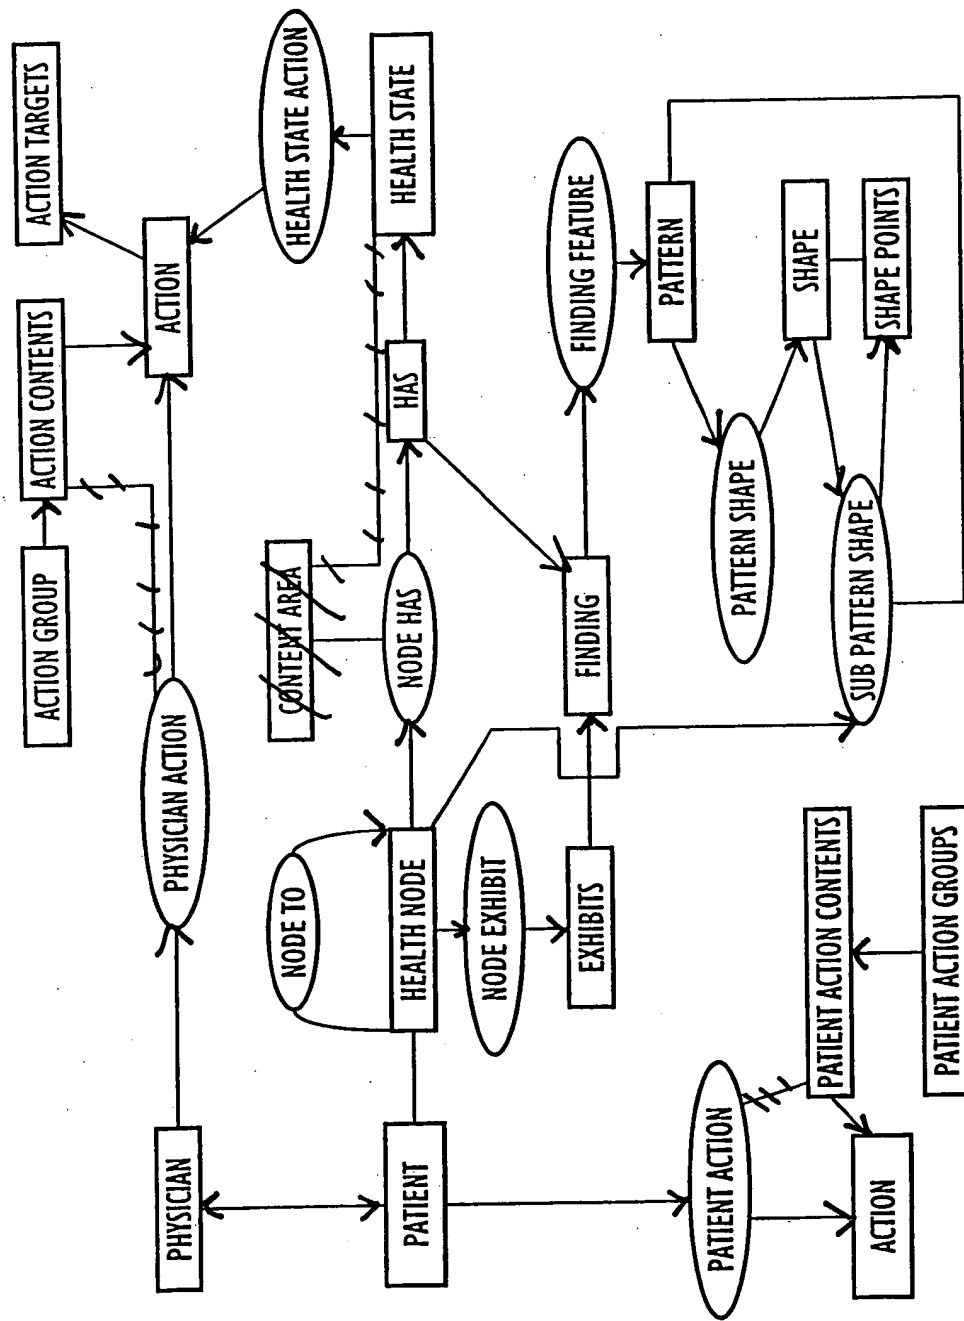 ACTION TARGETS
ACTION CONTENTS
ACTION GROUP
ACTION
HEALTH STATE ACTION
HEALTH STATE
PHYSICIAN ACTION
PHYSICIAN
HAS
CONTENT AREA
NODE HAS
NODE TO
HEALTH NODE
PATIENT
NODE EXHIBIT
EXHIBITS
FINDING
FINDING FEATURE
PATTERN
PATTERN SHAPE
SHAPE
SHAPE POINTS
SUB PATTERN SHAPE
PATIENT ACTION
PATIENT ACTION CONTENTS
PATIENT ACTION GROUPS
ACTION